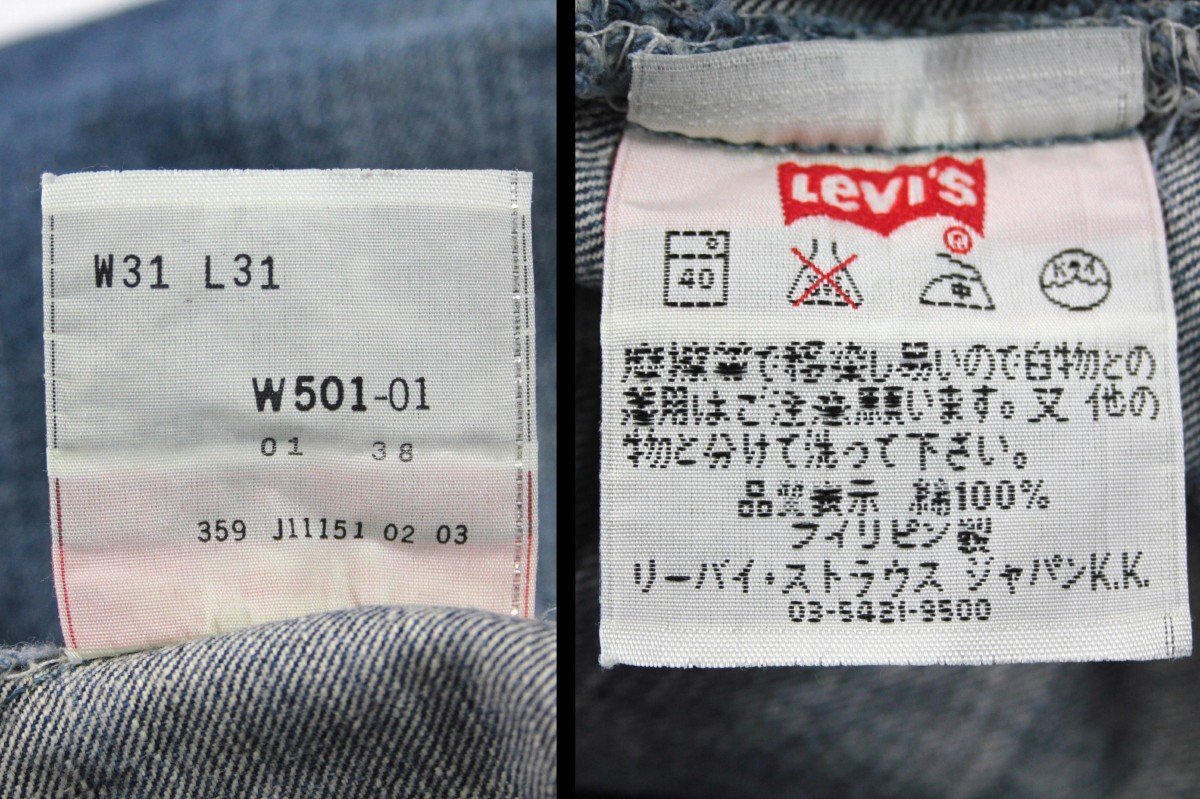 W31 L31
W501-01
01 38
359 J11151 02 03
LEVI'S
®
40
摩擦等で移染し易いので白物との
着用はご注意願います。又 他の
物と分けて洗って下さい。
品質表示 綿100%
フィリピン製
リーバイ・ストラウス ジャパンK.K.
03-5421-9500